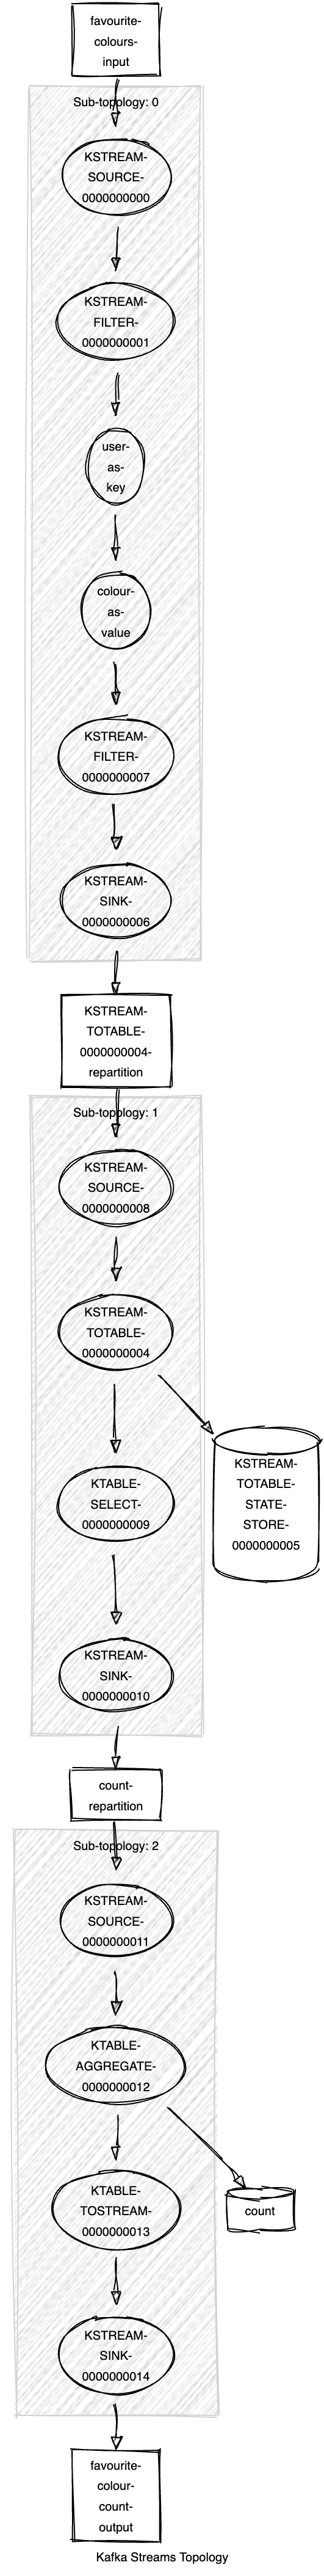 favourite-
colours-
input
Sub-topology: 0
KSTREAM-
SOURCE-
0000000000
KSTREAM-
FILTER-
0000000001
user-
as-
key
colour-
as-
value
KSTREAM-
FILTER-
0000000007
KSTREAM-
SINK-
0000000006
KSTREAM-
TOTABLE-
0000000004-
repartition
Sub-topology: 1
KSTREAM-
SOURCE-
0000000008
KSTREAM-
TOTABLE-
0000000004
KSTREAM-
TOTABLE-
STATE-
STORE-
0000000005
KTABLE-
SELECT-
0000000009
KSTREAM-
SINK-
0000000010
count-
repartition
Sub-topology: 2
KSTREAM-
SOURCE-
0000000011
KTABLE-
AGGREGATE-
0000000012
KTABLE-
TOSTREAM-
0000000013
count
KSTREAM-
SINK-
0000000014
favourite-
colour-
count-
output
Kafka Streams Topology